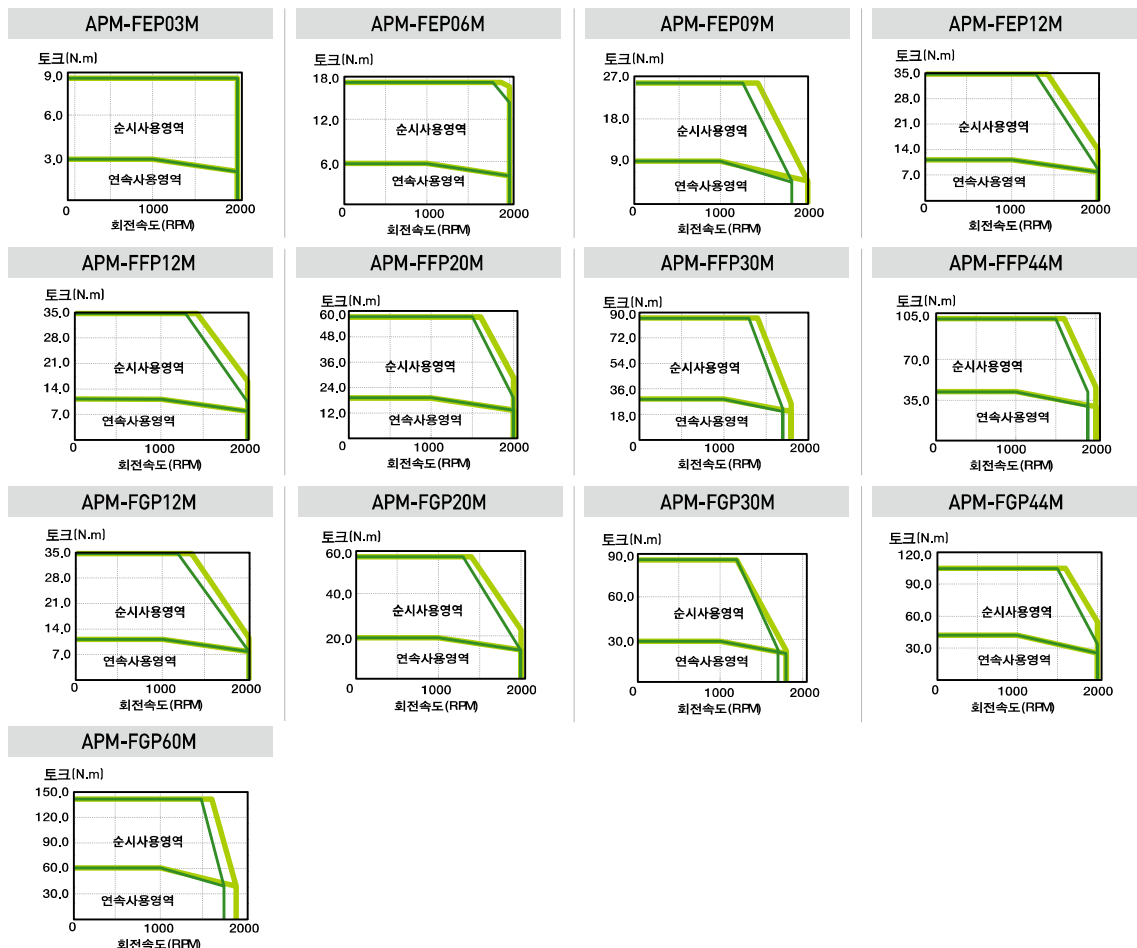 APM-FEP03M
토크(N.m)
9.0
6.0
3.0
순시사용영역
연속사용영역
0
1000
2000
회전속도(RPM)
APM-FEP06M
토크(N.m)
18.0
12.0
6.0
순시사용영역
연속사용영역
0
1000
2000
회전속도(RPM)
APM-FEP09M
토크(N.m)
27.0
18.0
9.0
순시사용영역
연속사용영역
0
1000
2000
회전속도(RPM)
APM-FEP12M
토크(N.m)
35.0
28.0
21.0
14.0
7.0
순시사용영역
연속사용영역
0
1000
2000
회전속도(RPM)
APM-FFP12M
토크(N.m)
35.0
28.0
21.0
14.0
7.0
순시사용영역
연속사용영역
0
1000
2000
회전속도(RPM)
APM-FFP20M
토크(N.m)
60.0
48.0
36.0
24.0
12.0
순시사용영역
연속사용영역
0
1000
2000
회전속도(RPM)
APM-FFP30M
토크(N.m)
90.0
72.0
54.0
36.0
18.0
순시사용영역
연속사용영역
0
1000
2000
회전속도(RPM)
APM-FFP44M
토크(N.m)
105.0
70.0
35.0
순시사용영역
연속사용영역
0
1000
2000
회전속도(RPM)
APM-FGP12M
토크(N.m)
35.0
28.0
21.0
14.0
7.0
순시사용영역
연속사용영역
0
1000
2000
회전속도(RPM)
APM-FGP20M
토크(N.m)
60.0
40.0
20.0
순시사용영역
연속사용영역
0
1000
2000
회전속도(RPM)
APM-FGP30M
토크(N.m)
90.0
60.0
30.0
순시사용영역
연속사용영역
0
1000
2000
회전속도(RPM)
APM-FGP44M
토크(N.m)
120.0
90.0
60.0
30.0
순시사용영역
연속사용영역
0
1000
2000
회전속도(RPM)
APM-FGP60M
토크(N.m)
150.0
120.0
90.0
60.0
30.0
순시사용영역
연속사용영역
0
1000
2000
회전속도(RPM)